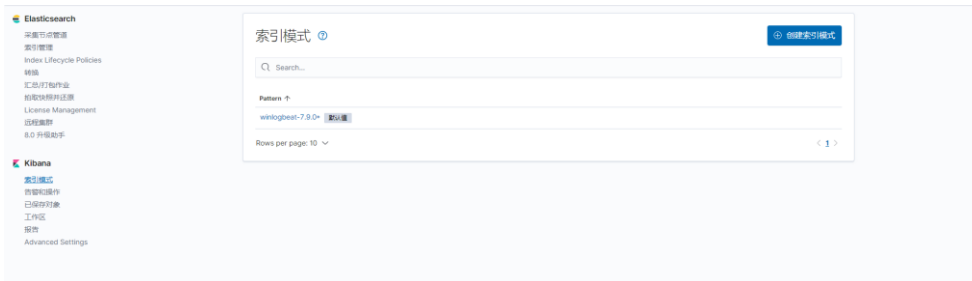 Elasticsearch
采集节点管道
索引管理
Index Lifecycle Policies
转换
汇总/打包作业
拍取快照并还原
License Management
远程集群
8.0 升级助手
Kibana
索引模式
告警和操作
已保存对象
工作区
报告
Advanced Settings
索引模式
创建索引模式
Search...
Pattern ↑
winlogbeat-7.9.0* 默认值
Rows per page: 10
< 1 >